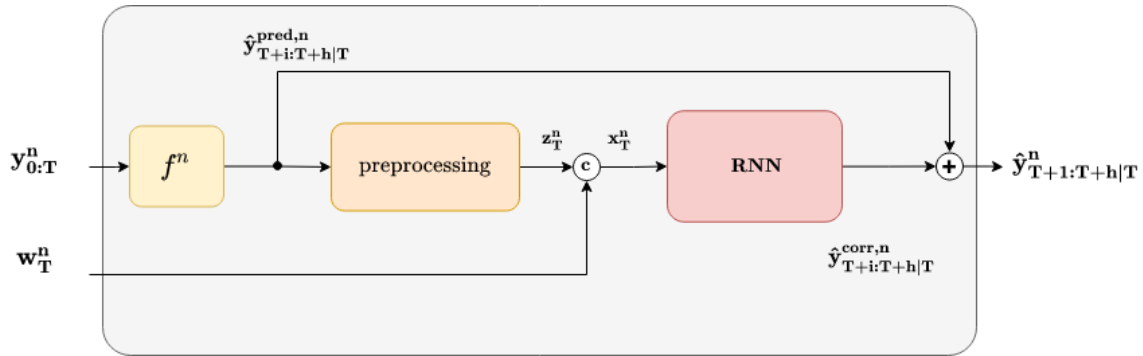 ŷ^{pred,n}_{T+i:T+h|T}
y^n_{0:T}
f^n
preprocessing
z^n_T
c
x^n_T
RNN
+
ŷ^n_{T+1:T+h|T}
w^n_T
ŷ^{corr,n}_{T+i:T+h|T}